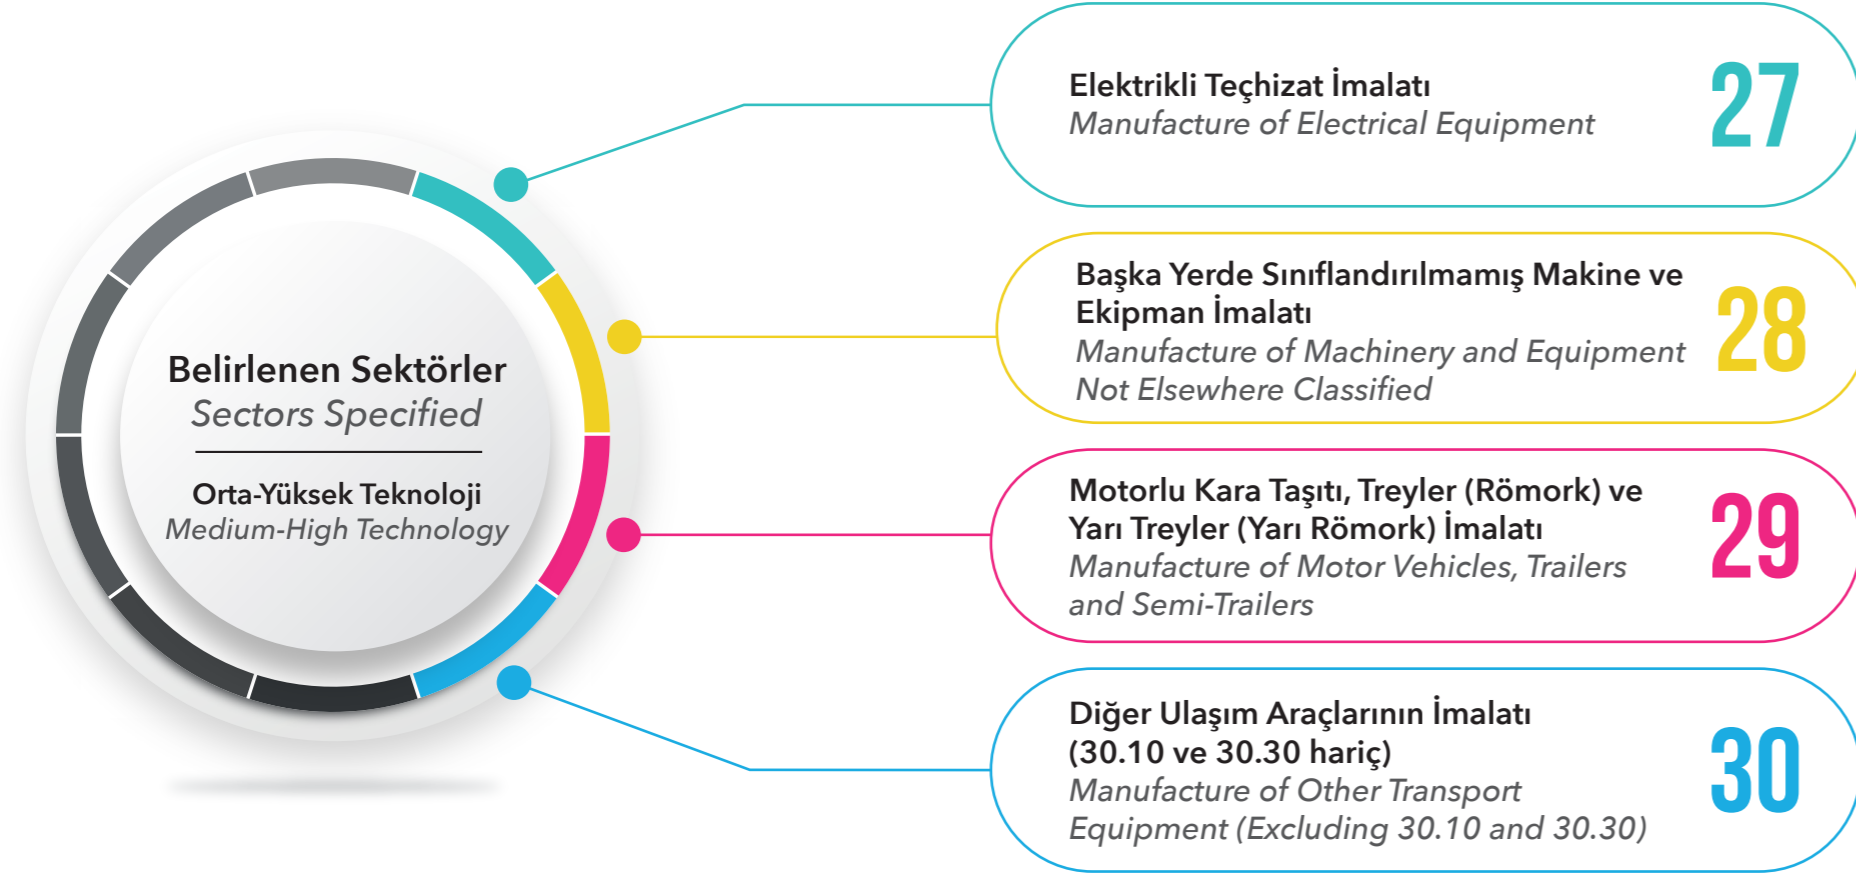 Belirlenen Sektörler
Sectors Specified
Orta-Yüksek Teknoloji
Medium-High Technology
Elektrikli Teçhizat İmalatı
Manufacture of Electrical Equipment
27
Başka Yerde Sınıflandırılmamış Makine ve
Ekipman İmalatı
Manufacture of Machinery and Equipment
Not Elsewhere Classified
28
Motorlu Kara Taşıtı, Treyler (Römork) ve
Yarı Treyler (Yarı Römork) İmalatı
Manufacture of Motor Vehicles, Trailers
and Semi-Trailers
29
Diğer Ulaşım Araçlarının İmalatı
(30.10 ve 30.30 hariç)
Manufacture of Other Transport
Equipment (Excluding 30.10 and 30.30)
30